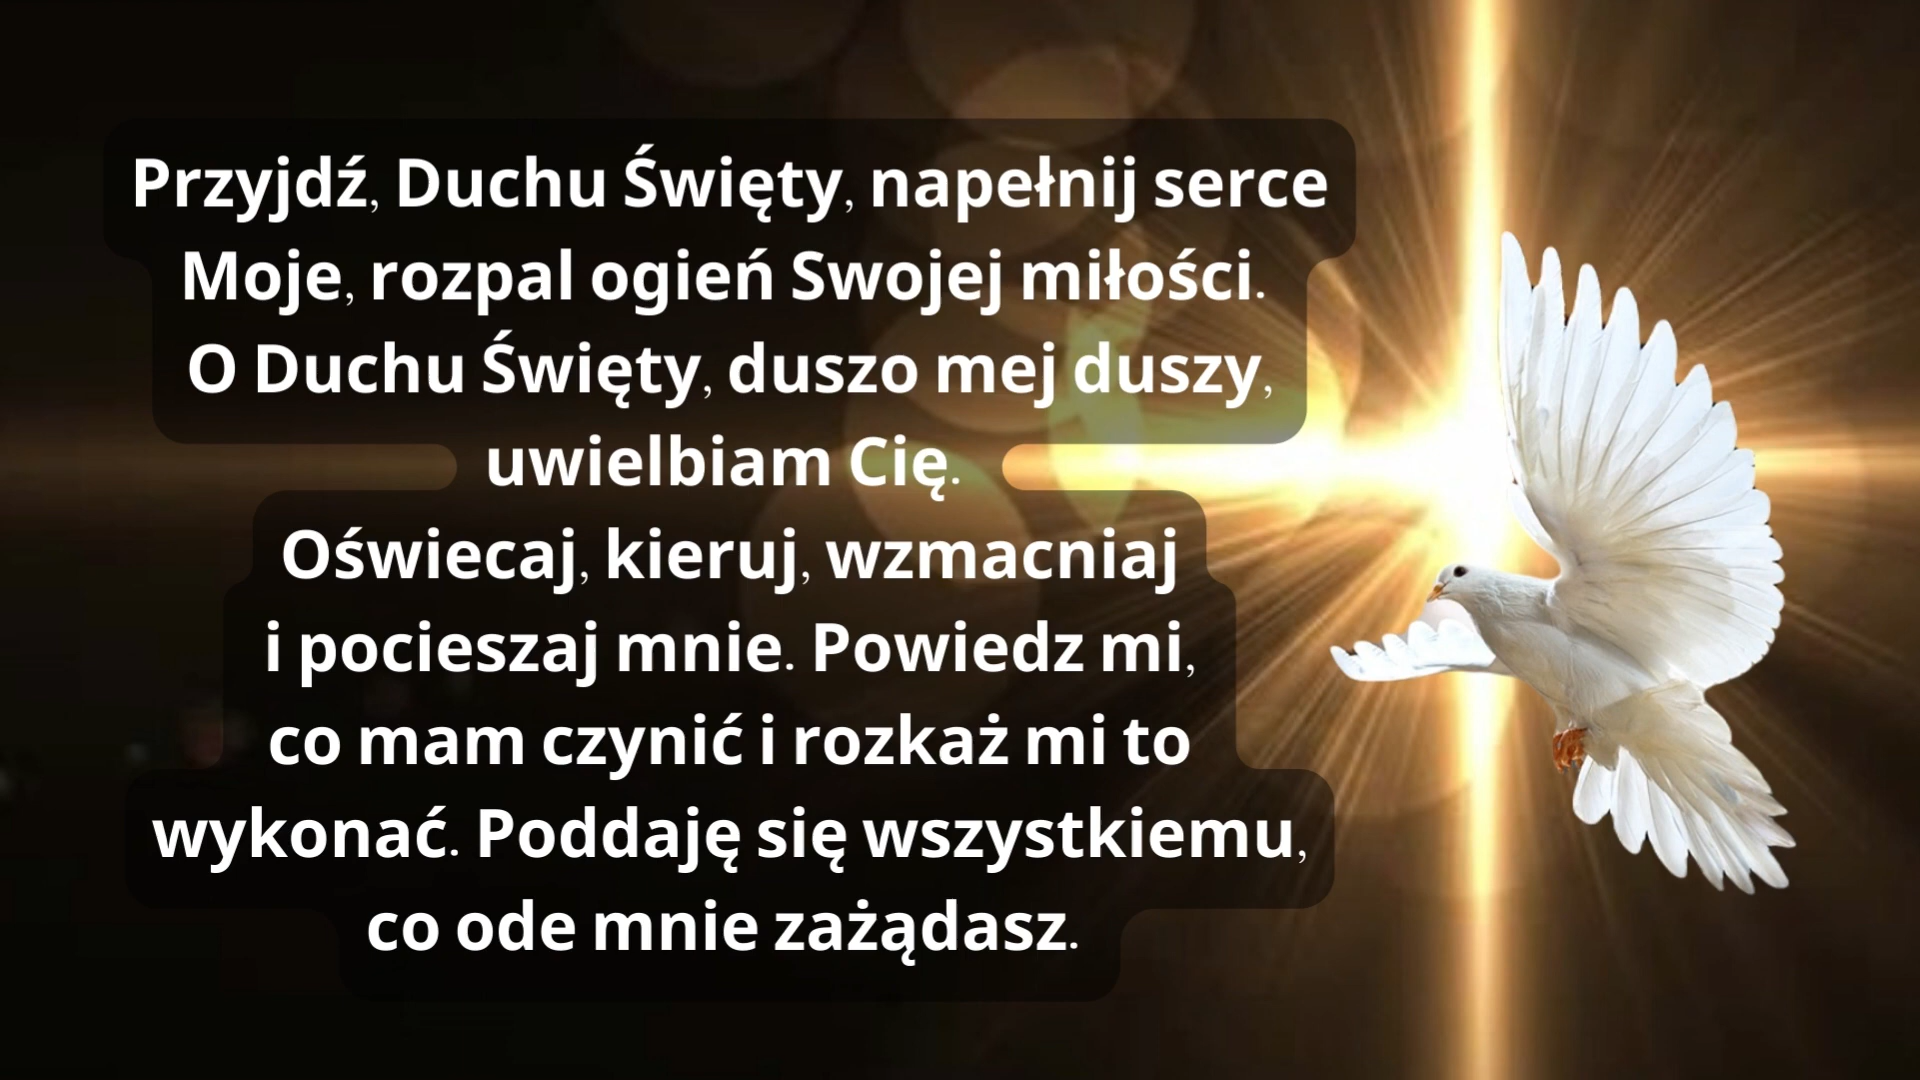 Przyjdź, Duchu Święty, napełnij serce
Moje, rozpal ogień Swojej miłości.
O Duchu Święty, duszo mej duszy,
uwielbiam Cię.
Oświecaj, kieruj, wzmacniaj
i pocieszaj mnie. Powiedz mi,
co mam czynić i rozkaż mi to
wykonać. Poddaję się wszystkiemu,
co ode mnie zażądasz.